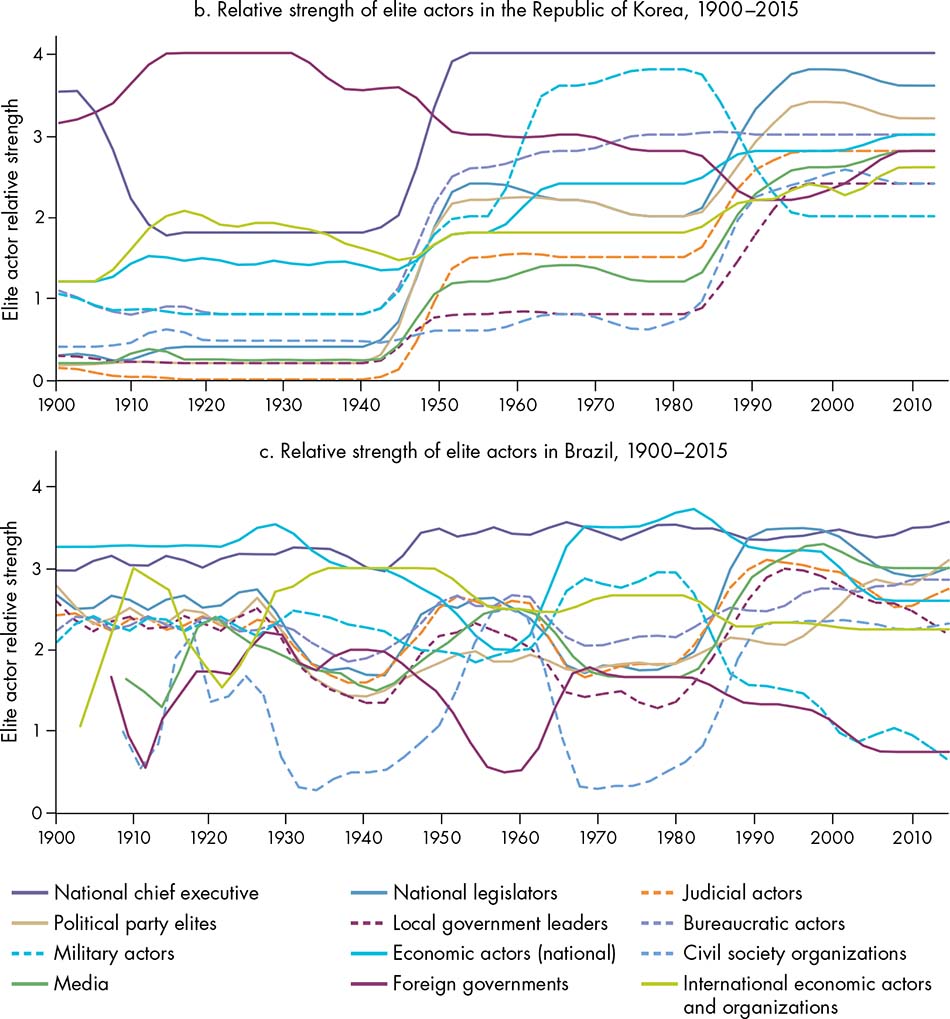 b. Relative strength of elite actors in the Republic of Korea, 1900–2015
Elite actor relative strength
4
3
2
1
0
1900 1910 1920 1930 1940 1950 1960 1970 1980 1990 2000 2010
c. Relative strength of elite actors in Brazil, 1900–2015
Elite actor relative strength
4
3
2
1
0
1900 1910 1920 1930 1940 1950 1960 1970 1980 1990 2000 2010
National chief executive National legislators Judicial actors
Political party elites Local government leaders Bureaucratic actors
Military actors Economic actors (national) Civil society organizations
Media Foreign governments International economic actors
and organizations